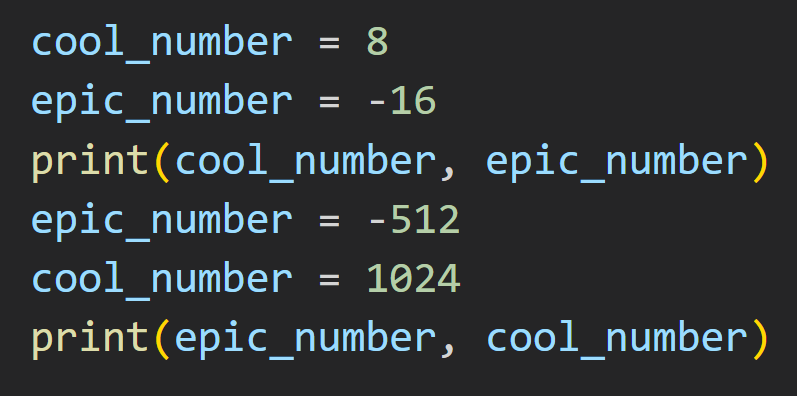 cool_number = 8
epic_number = -16
print(cool_number, epic_number)
epic_number = -512
cool_number = 1024
print(epic_number, cool_number)